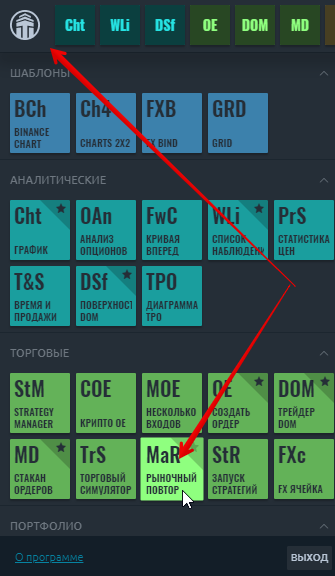 Cht WLi DSf OE DOM MD
ШАБЛОНЫ
BCh Ch4 FXB GRD
BINANCE CHART CHARTS 2X2 FX BIND GRID
АНАЛИТИЧЕСКИЕ
Cht OAn FwC WLi PrS
ГРАФИК АНАЛИЗ ОПЦИОНОВ КРИВАЯ ВПЕРЕД СПИСОК НАБЛЮДЕНИ СТАТИСТИКА ЦЕН
T&S DSf TPO
ВРЕМЯ И ПРОДАЖИ ПОВЕРХНОСТ DOM ДИАГРАММА TPO
ТОРГОВЫЕ
StM COE MOE OE DOM
STRATEGY MANAGER КРИПТО ОЕ НЕСКОЛЬКО ВХОДОВ СОЗДАТЬ ОРДЕР ТРЕЙДЕР DOM
MD TrS MaR StR FXc
СТАКАН ОРДЕРОВ ТОРГОВЫЙ СИМУЛЯТОР РЫНОЧНЫЙ ПОВТОР ЗАПУСК СТРАТЕГИЙ FX ЯЧЕЙКА
ПОРТФОЛИО
О программе ВЫХОД